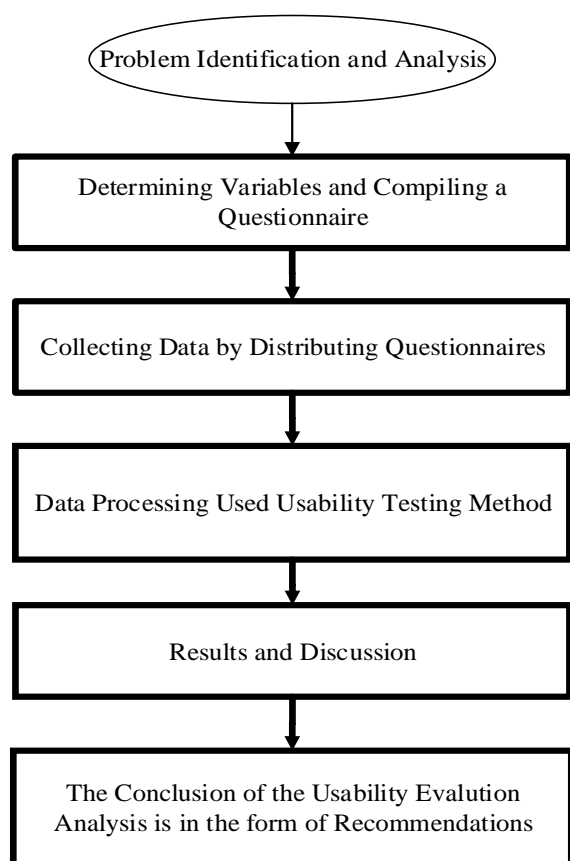 Problem Identification and Analysis
Determining Variables and Compiling a
Questionnaire
Collecting Data by Distributing Questionnaires
Data Processing Used Usability Testing Method
Results and Discussion
The Conclusion of the Usability Evalution
Analysis is in the form of Recommendations